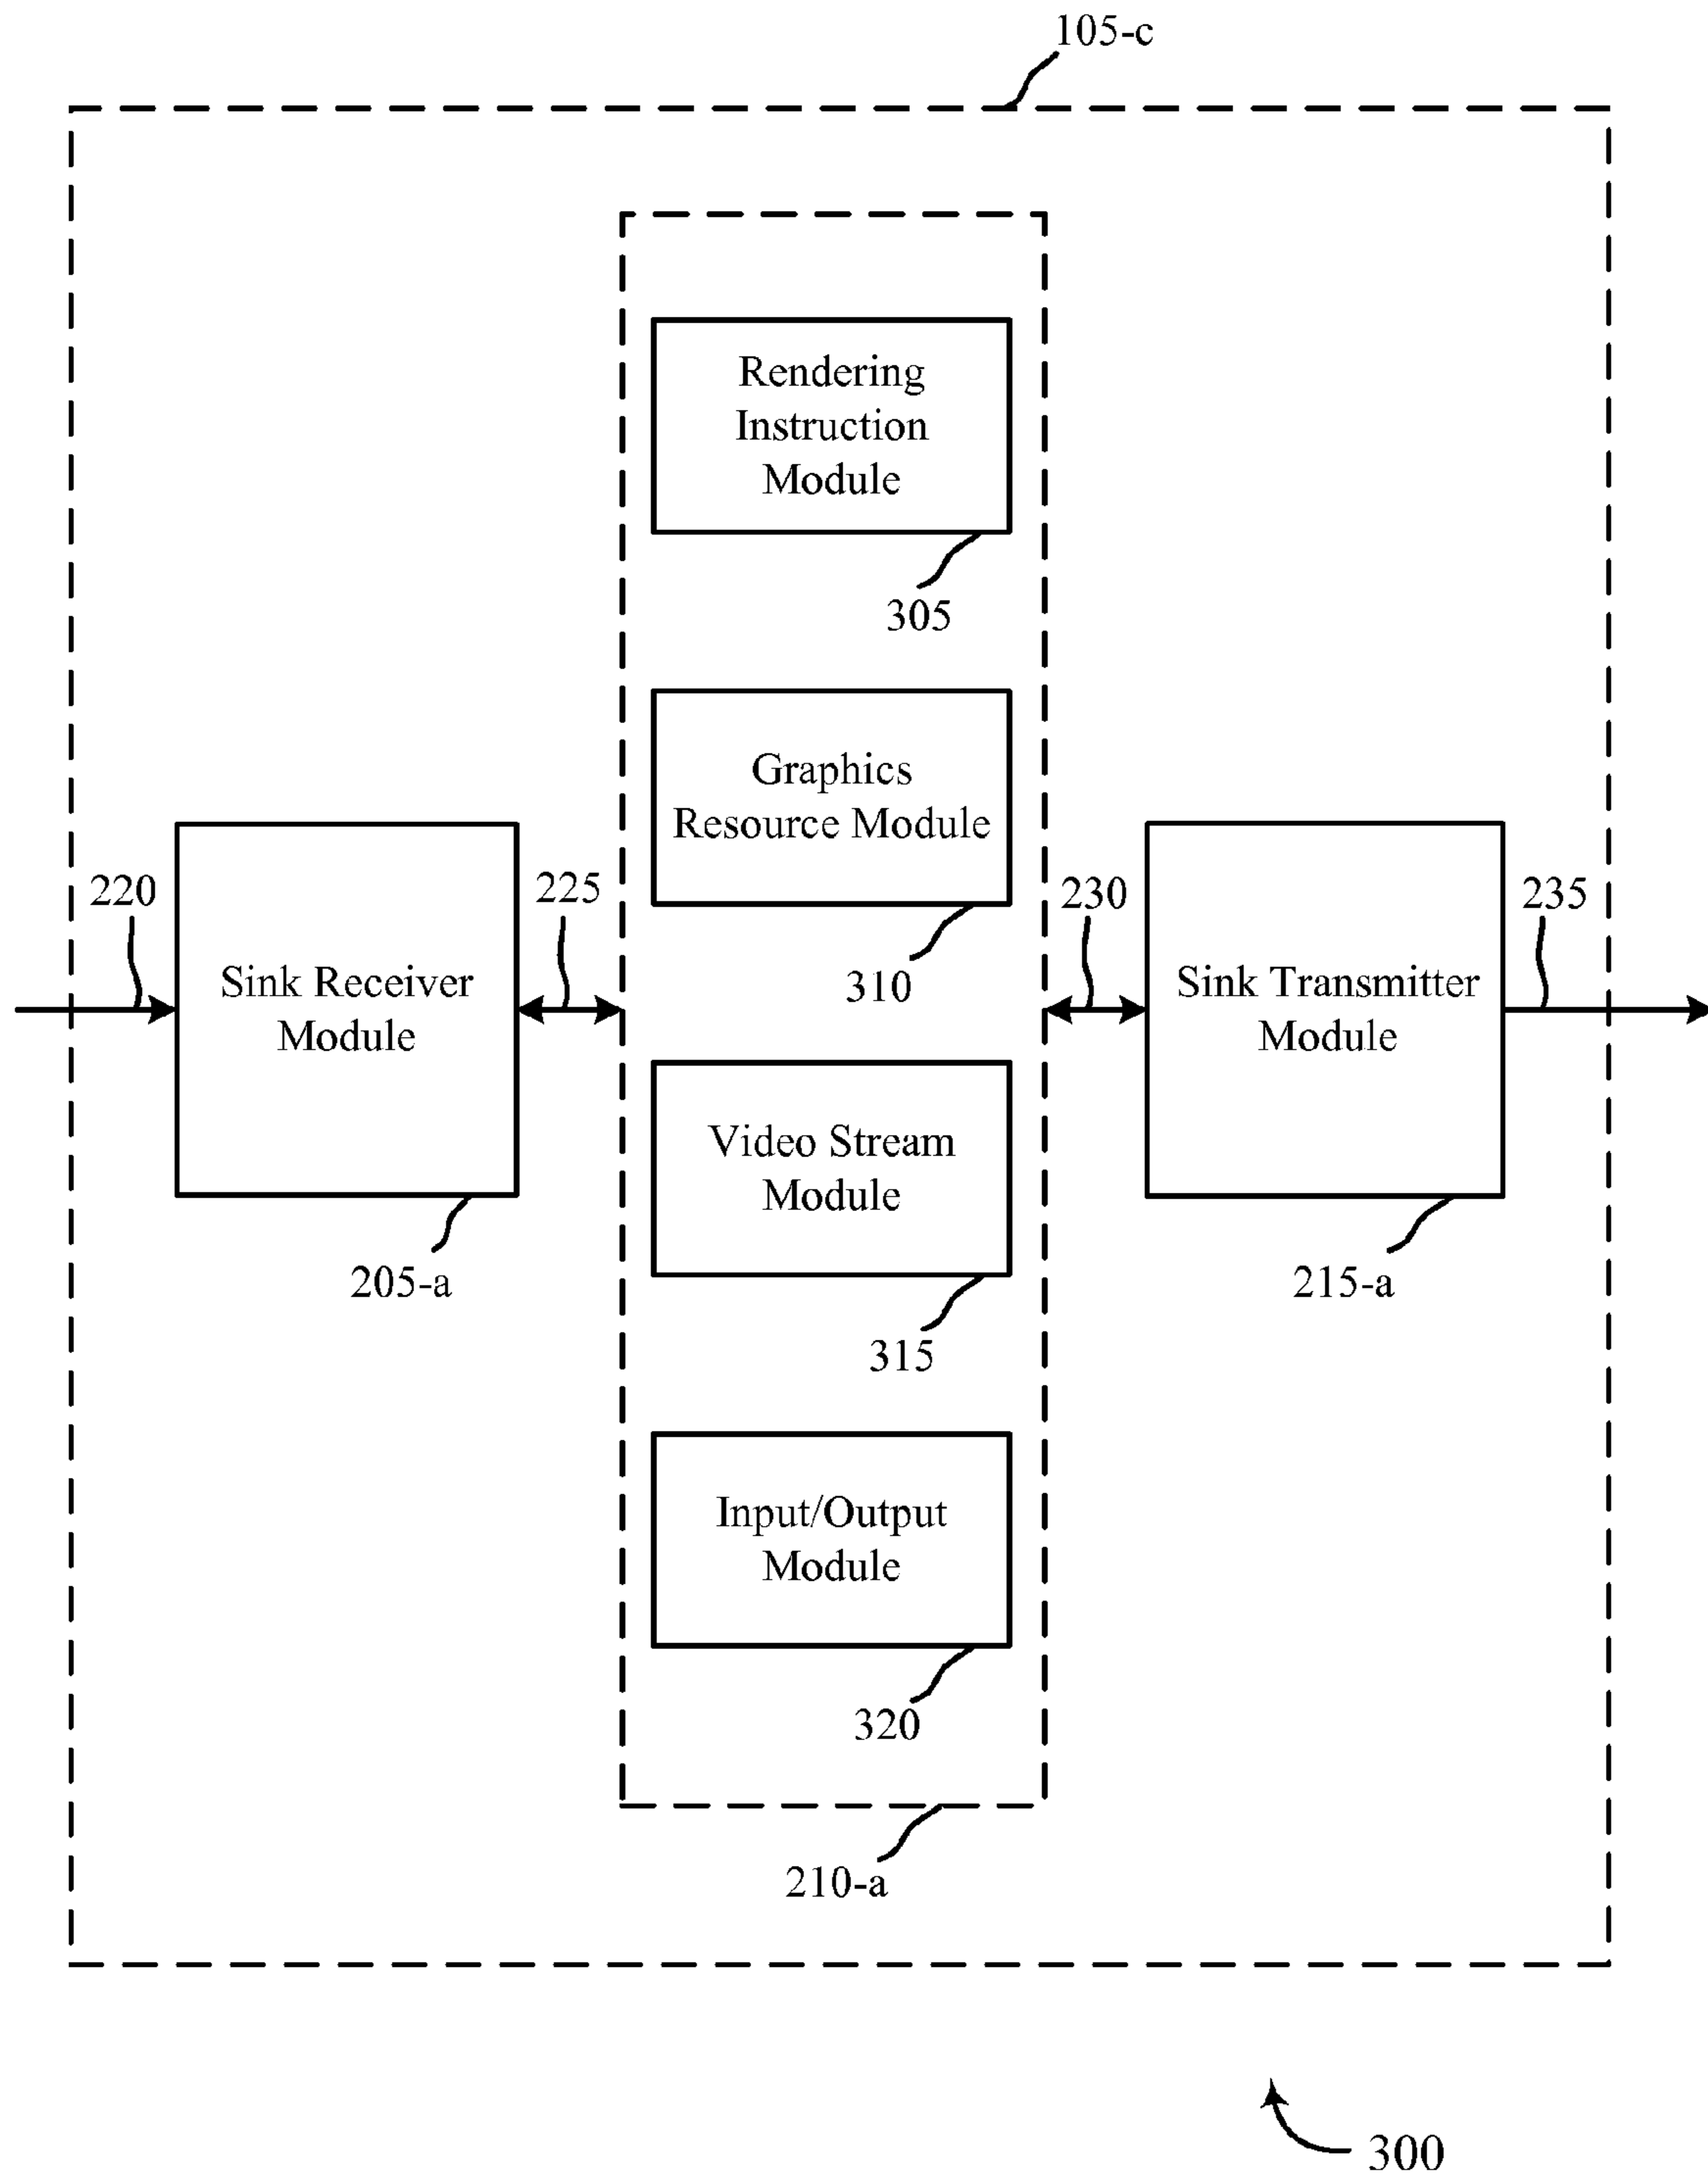 105-c
Rendering
Instruction
Module
305
Graphics
Resource Module
310
220
Sink Receiver
Module
205-a
225
230
Sink Transmitter
Module
215-a
235
Video Stream
Module
315
Input/Output
Module
320
210-a
300